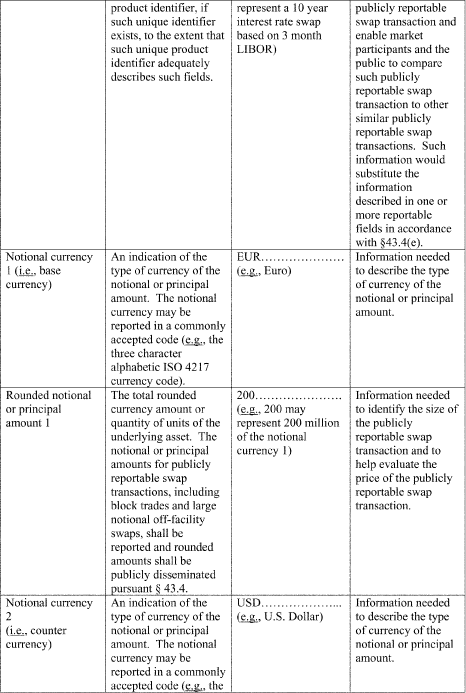 product identifier, if
such unique identifier
exists, to the extent that
such unique product
identifier adequately
describes such fields.
represent a 10 year
interest rate swap
based on 3 month
LIBOR)
publicly reportable
swap transaction and
enable market
participants and the
public to compare
such publicly
reportable swap
transaction to other
similar publicly
reportable swap
transactions.  Such
information would
substitute the
information
described in one or
more reportable
fields in accordance
with §43.4(e).
Notional currency
1 (i.e., base
currency)
An indication of the
type of currency of the
notional or principal
amount.  The notional
currency may be
reported in a commonly
accepted code (e.g., the
three character
alphabetic ISO 4217
currency code).
EUR…………………
(e.g., Euro)
Information needed
to describe the type
of currency of the
notional or principal
amount.
Rounded notional
or principal
amount 1
The total rounded
currency amount or
quantity of units of the
underlying asset.  The
notional or principal
amounts for publicly
reportable swap
transactions, including
block trades and large
notional off-facility
swaps, shall be
reported and rounded
amounts shall be
publicly disseminated
pursuant § 43.4.
200………………….
(e.g., 200 may
represent 200 million
of the notional
currency 1)
Information needed
to identify the size of
the publicly
reportable swap
transaction and to
help evaluate the
price of the publicly
reportable swap
transaction.
Notional currency
2
(i.e., counter
currency)
An indication of the
type of currency of the
notional or principal
amount.  The notional
currency may be
reported in a commonly
accepted code (e.g., the
USD………………...
(e.g., U.S. Dollar)
Information needed
to describe the type
of currency of the
notional or principal
amount.